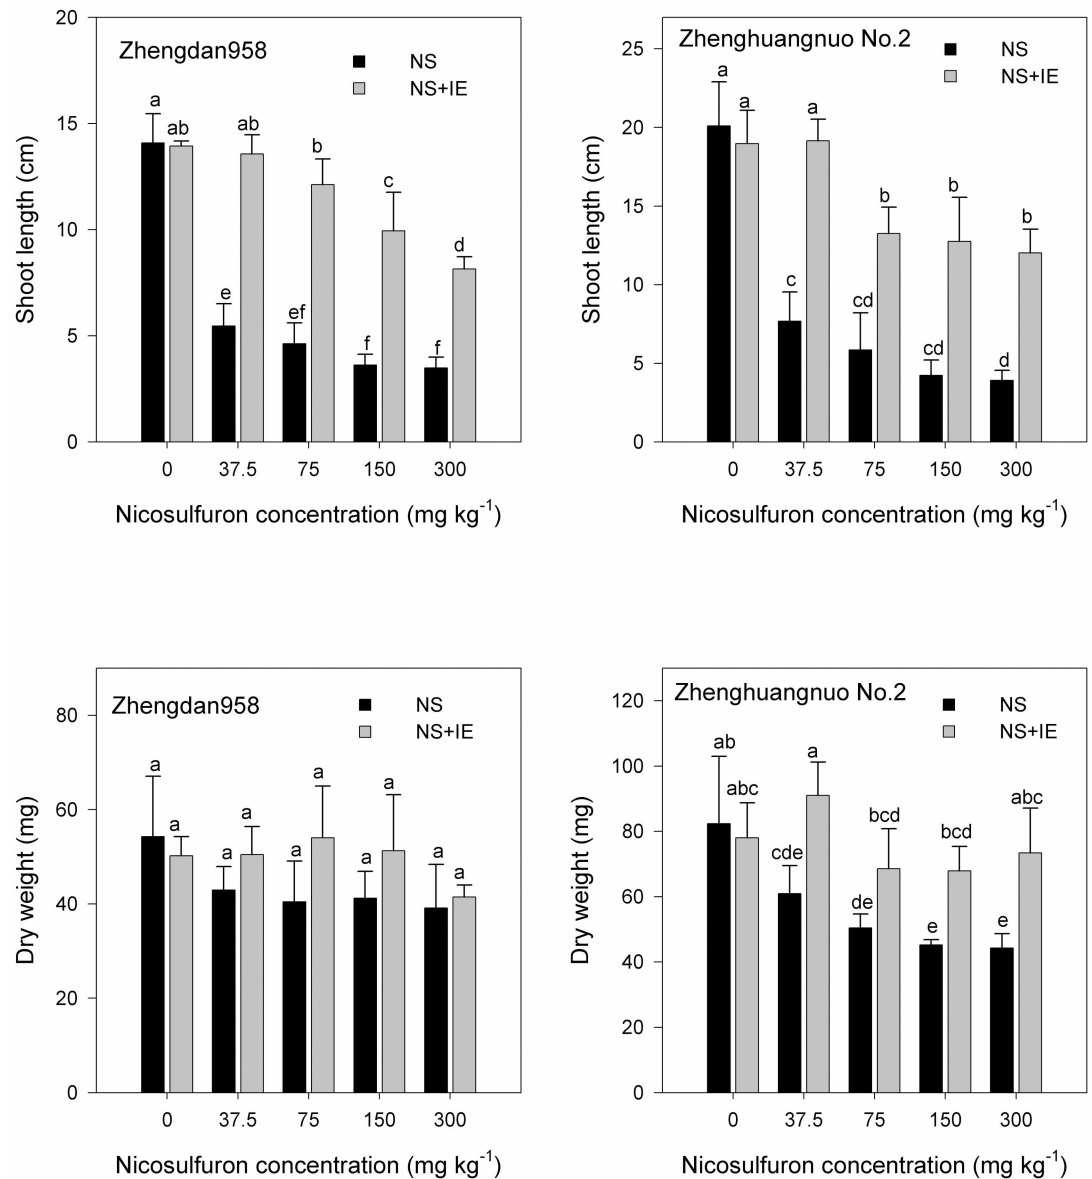 Zhengdan958
NS
NS+IE
Shoot length (cm)
20
15
10
5
0
a
ab
e
ab
ef
b
f
c
f
d
0 37.5 75 150 300
Nicosulfuron concentration (mg kg-1)
Zhenghuangnuo No.2
NS
NS+IE
Shoot length (cm)
25
20
15
10
5
0
a
a
c
a
cd
b
cd
b
d
b
0 37.5 75 150 300
Nicosulfuron concentration (mg kg-1)
Zhengdan958
NS
NS+IE
Dry weight (mg)
80
60
40
20
0
a
a
a
a
a
a
a
a
a
a
0 37.5 75 150 300
Nicosulfuron concentration (mg kg-1)
Zhenghuangnuo No.2
NS
NS+IE
Dry weight (mg)
120
100
80
60
40
20
0
ab
abc
cde
a
de
bcd
e
bcd
e
abc
0 37.5 75 150 300
Nicosulfuron concentration (mg kg-1)